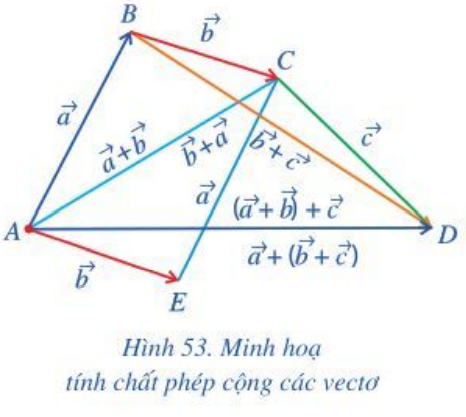 B
b⃗
C
a⃗
a⃗+b⃗
b⃗+a⃗
b⃗+c⃗
c⃗
a⃗
(a⃗+b⃗)+c⃗
A
D
b⃗
a⃗+(b⃗+c⃗)
E
Hình 53. Minh hoạ
tính chất phép cộng các vectơ